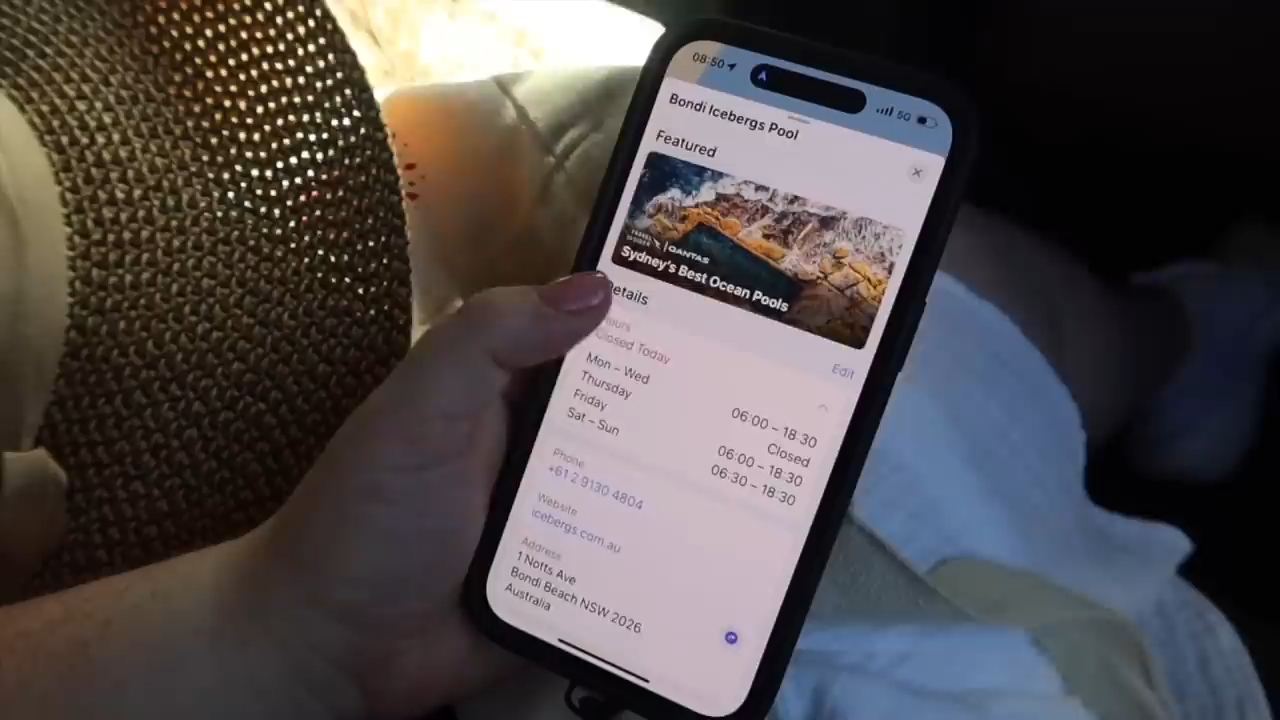 08:50
5G
Bondi Icebergs Pool
Featured
QANTAS
Sydney's Best Ocean Pools
Details
Hours
Closed Today
Edit
Mon – Wed 06:00 – 18:30
Thursday Closed
Friday 06:00 – 18:30
Sat – Sun 06:30 – 18:30
Phone
+61 2 9130 4804
Website
icebergs.com.au
Address
1 Notts Ave
Bondi Beach NSW 2026
Australia